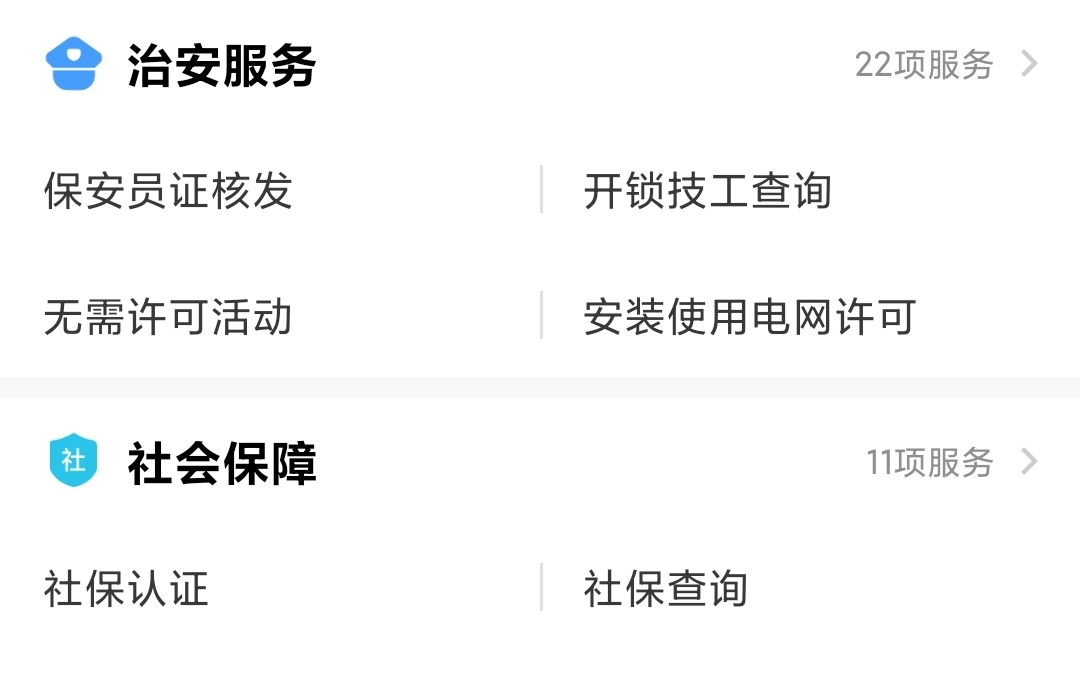 治安服务 22项服务
保安员证核发 开锁技工查询
无需许可活动 安装使用电网许可
社 社会保障 11项服务
社保认证 社保查询